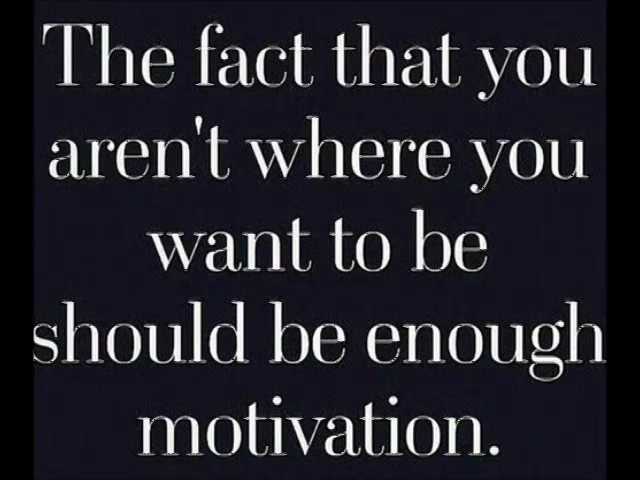 The fact that you
aren't where you
want to be
should be enough
motivation.